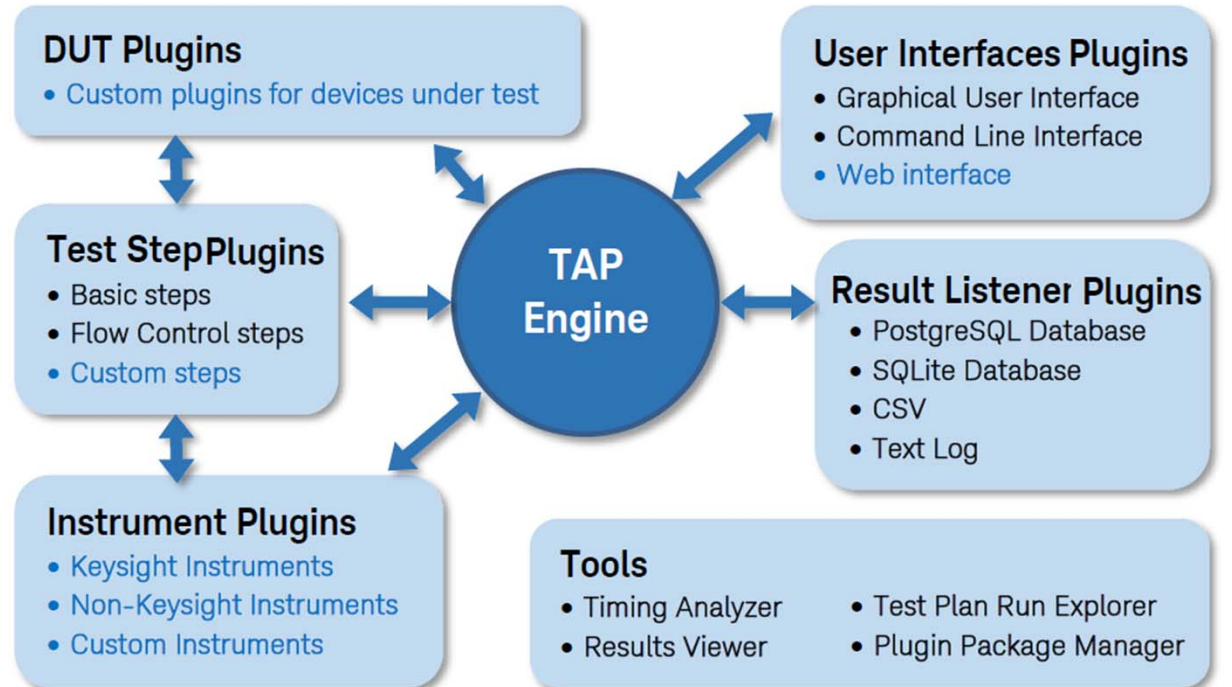 DUT Plugins
• Custom plugins for devices under test
Test Step Plugins
• Basic steps
• Flow Control steps
• Custom steps
Instrument Plugins
• Keysight Instruments
• Non-Keysight Instruments
• Custom Instruments
TAP
Engine
User Interfaces Plugins
• Graphical User Interface
• Command Line Interface
• Web interface
Result Listener Plugins
• PostgreSQL Database
• SQLite Database
• CSV
• Text Log
Tools
• Timing Analyzer
• Results Viewer
• Test Plan Run Explorer
• Plugin Package Manager